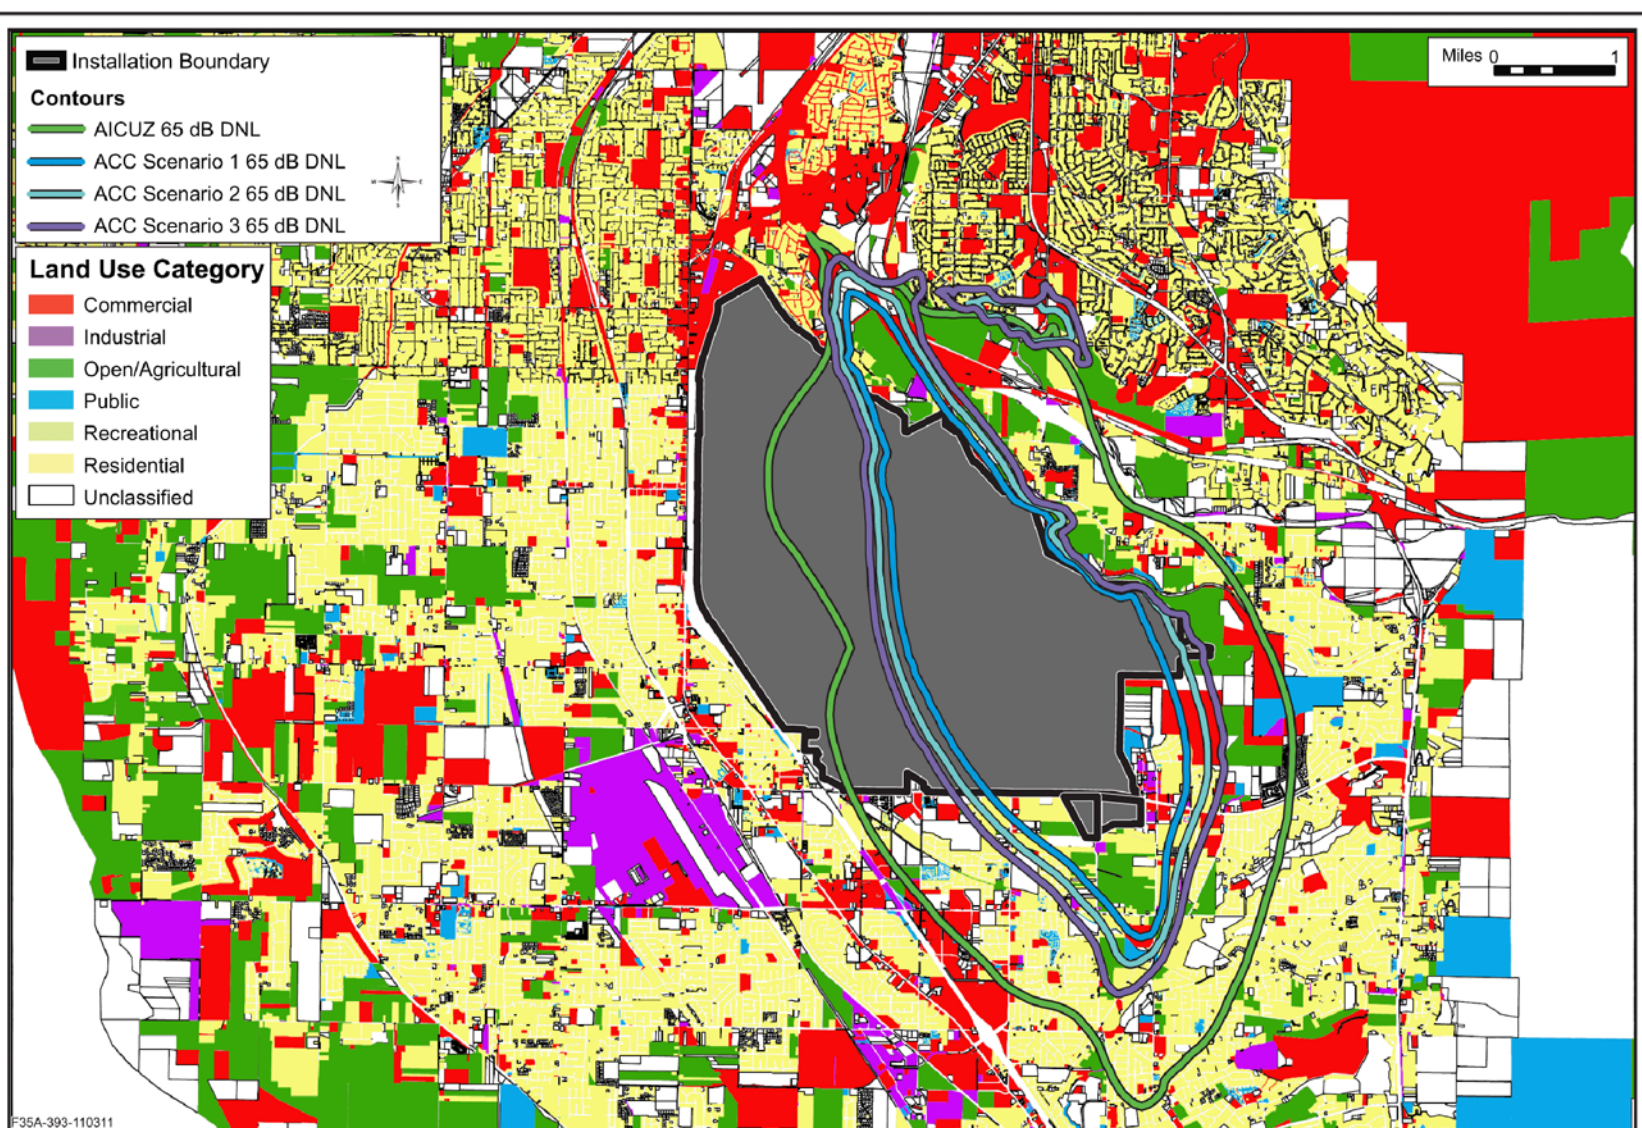 Installation Boundary
Contours
AICUZ 65 dB DNL
ACC Scenario 1 65 dB DNL
ACC Scenario 2 65 dB DNL
ACC Scenario 3 65 dB DNL
N
W E
S
Land Use Category
Commercial
Industrial
Open/Agricultural
Public
Recreational
Residential
Unclassified
Miles 0 1
F35A-393-110311